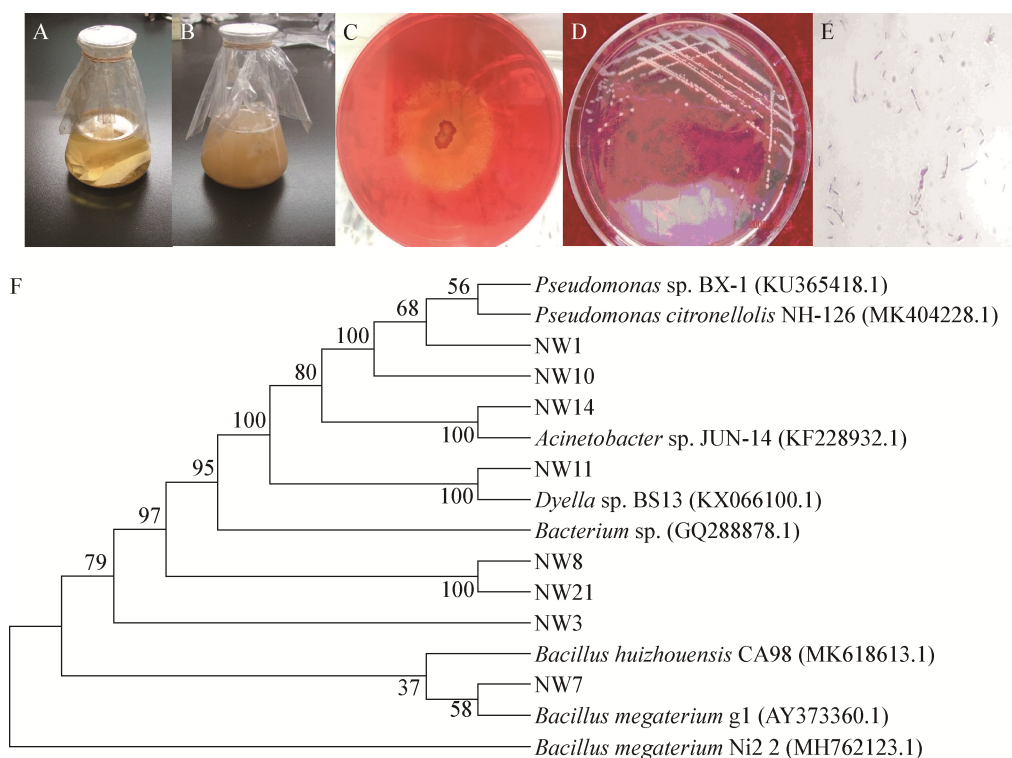 A
B
C
D
E
F
56
Pseudomonas sp. BX-1 (KU365418.1)
68
Pseudomonas citronellolis NH-126 (MK404228.1)
100
NW1
80
NW10
NW14
100
100
Acinetobacter sp. JUN-14 (KF228932.1)
95
NW11
100
Dyella sp. BS13 (KX066100.1)
97
Bacterium sp. (GQ288878.1)
79
NW8
100
NW21
NW3
Bacillus huizhouensis CA98 (MK618613.1)
37
NW7
58
Bacillus megaterium g1 (AY373360.1)
Bacillus megaterium Ni2 2 (MH762123.1)